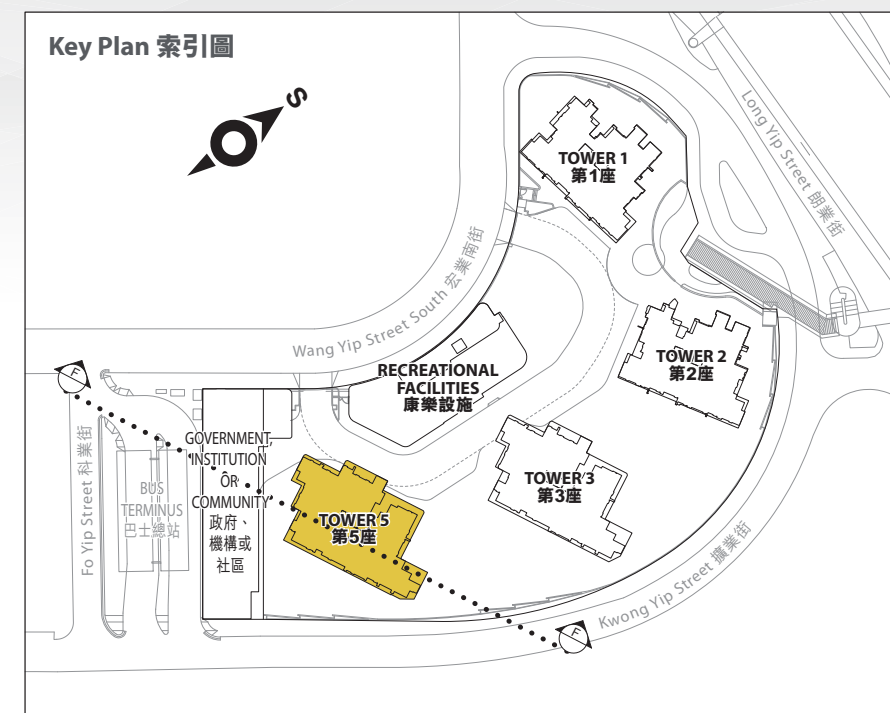 Key Plan 索引圖
S
Long Yip Street 朗業街
TOWER 1
第1座
Wang Yip Street South 宏業南街
TOWER 2
第2座
RECREATIONAL
FACILITIES
康樂設施
F
GOVERNMENT,
INSTITUTION
OR
COMMUNITY
政府、
機構或
社區
Fo Yip Street 科業街
BUS
TERMINUS
巴士總站
TOWER 3
第3座
TOWER 5
第5座
Kwong Yip Street 擴業街
F